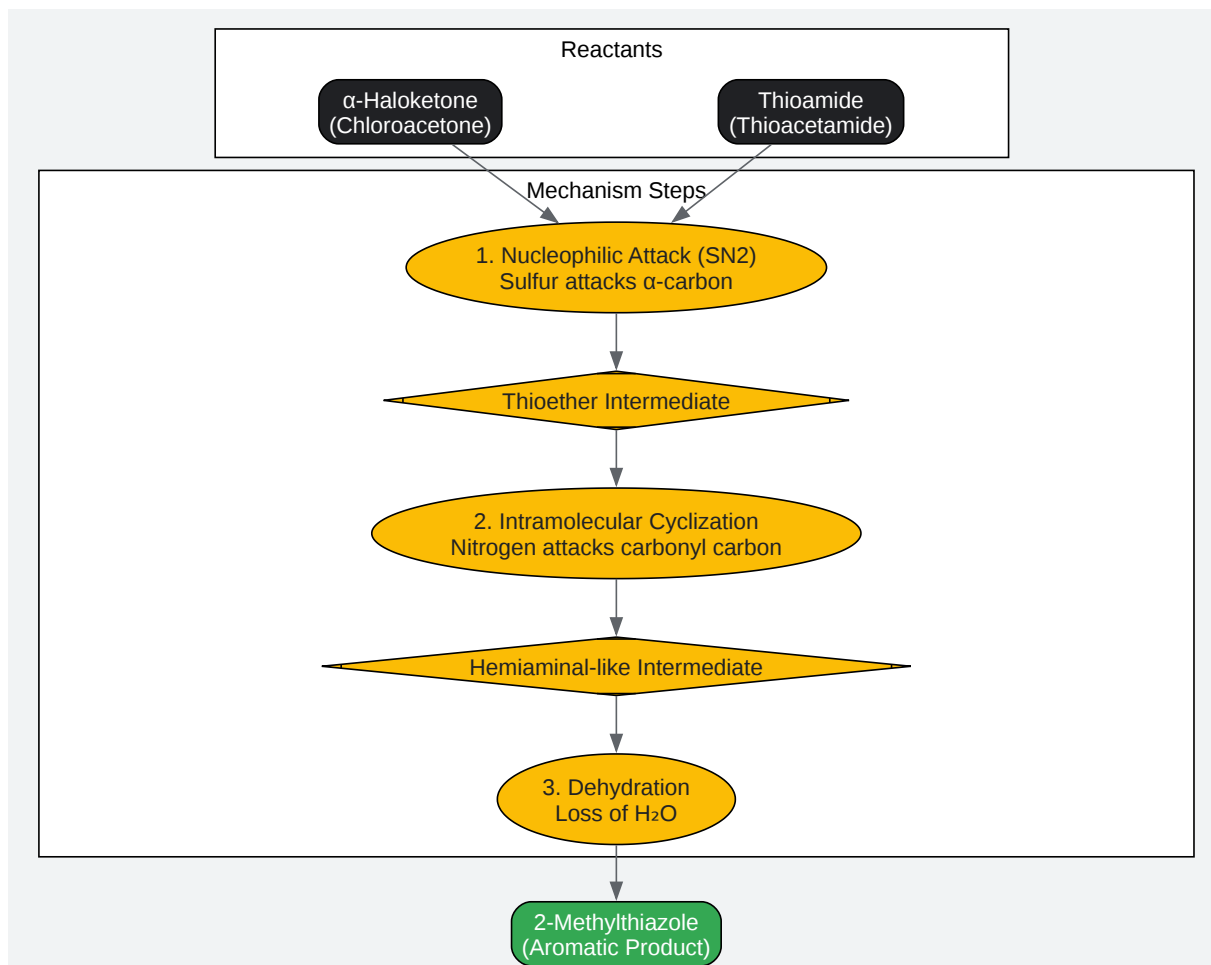 Reactants
α-Haloketone
(Chloroacetone)
Thioamide
(Thioacetamide)
Mechanism Steps
1. Nucleophilic Attack (SN2)
Sulfur attacks α-carbon
Thioether Intermediate
2. Intramolecular Cyclization
Nitrogen attacks carbonyl carbon
Hemiaminal-like Intermediate
3. Dehydration
Loss of H₂O
2-Methylthiazole
(Aromatic Product)